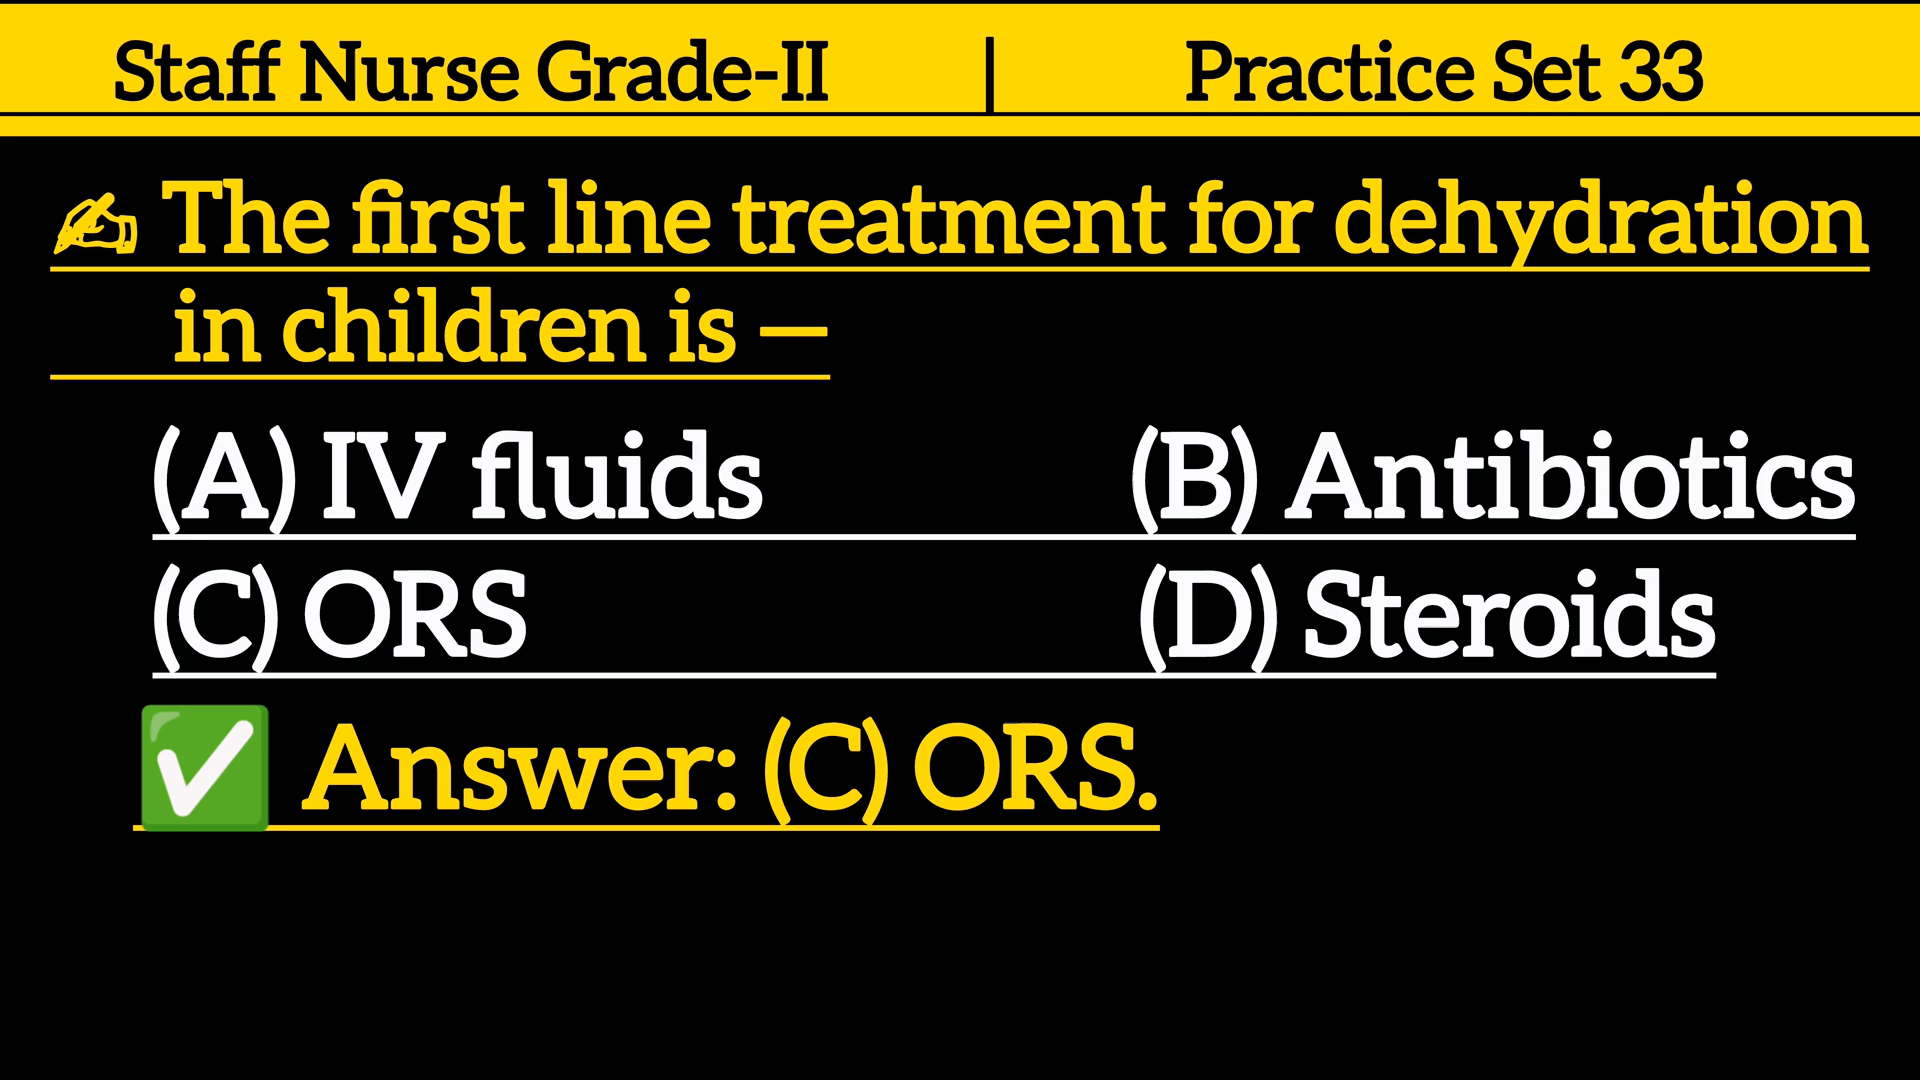 Staff Nurse Grade-II | Practice Set 33
✍ The first line treatment for dehydration
in children is —
(A) IV fluids (B) Antibiotics
(C) ORS (D) Steroids
✅ Answer: (C) ORS.